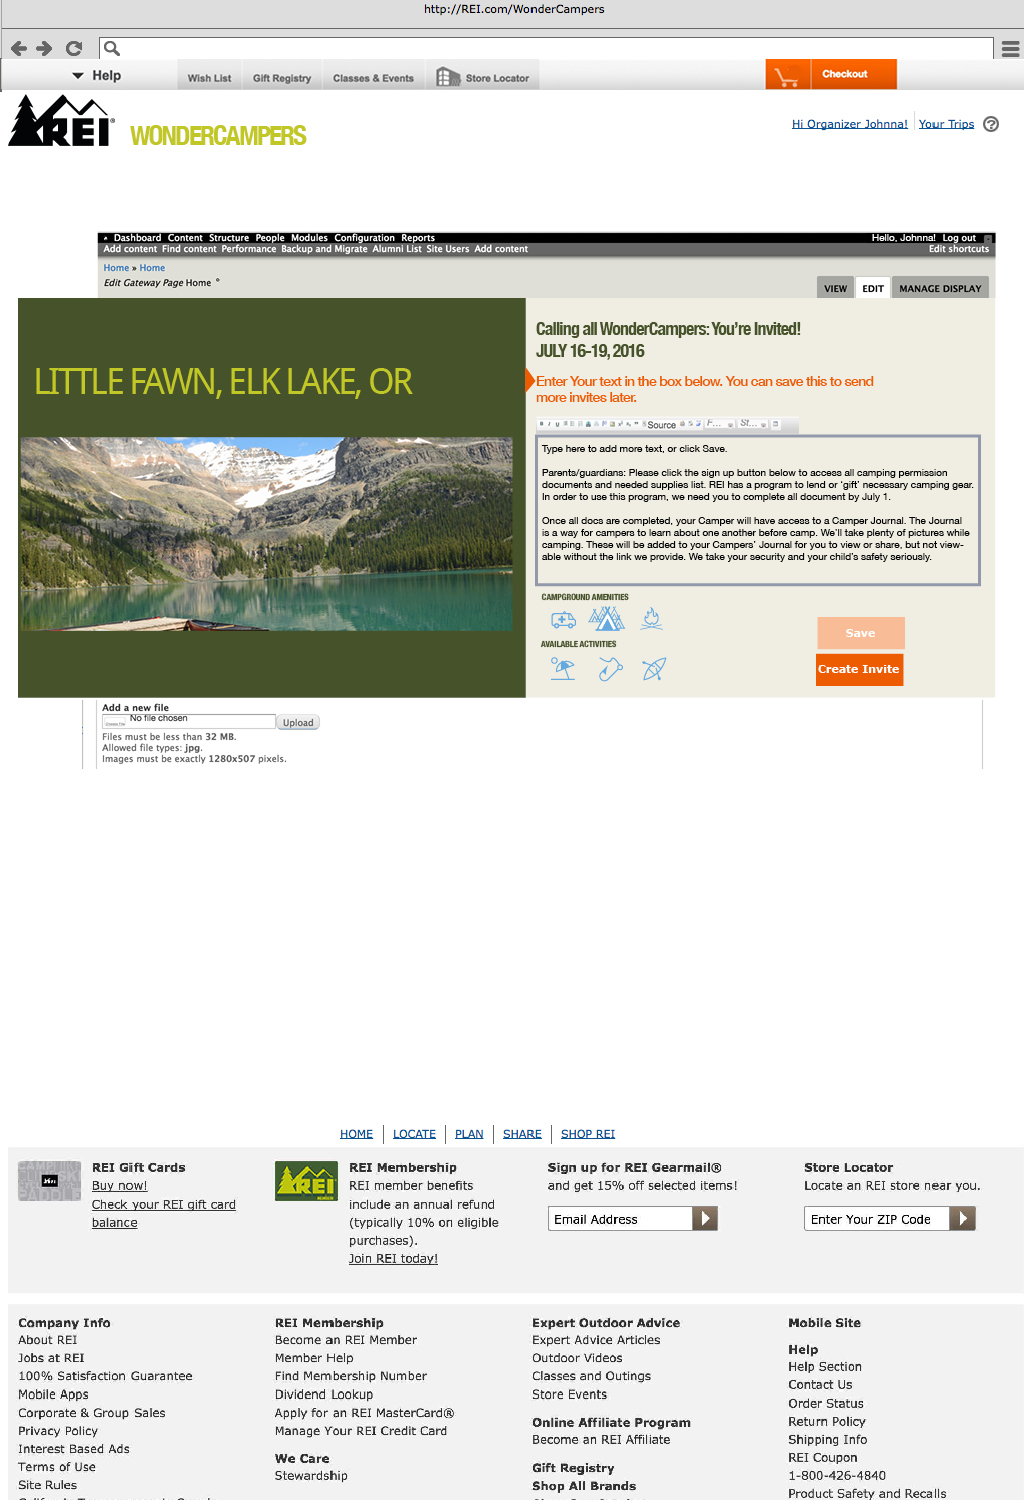 http://REI.com/WonderCampers
Help
Wish List
Gift Registry
Classes & Events
Store Locator
Checkout
REI®
WONDERCAMPERS
Hi Organizer Johnna!
Your Trips
?
Dashboard Content Structure People Modules Configuration Reports
Hello, Johnna! Log out
Add content Find content Performance Backup and Migrate Alumni List Site Users Add content
Edit shortcuts
Home » Home
Edit Gateway Page Home
VIEW
EDIT
MANAGE DISPLAY
LITTLE FAWN, ELK LAKE, OR
Calling all WonderCampers: You're Invited!
JULY 16-19, 2016
Enter Your text in the box below. You can save this to send
more invites later.
Source
F...
St...
Type here to add more text, or click Save.
Parents/guardians: Please click the sign up button below to access all camping permission
documents and needed supplies list. REI has a program to lend or 'gift' necessary camping gear.
In order to use this program, we need you to complete all document by July 1.
Once all docs are completed, your Camper will have access to a Camper Journal. The Journal
is a way for campers to learn about one another before camp. We'll take plenty of pictures while
camping. These will be added to your Campers' Journal for you to view or share, but not view-
able without the link we provide. We take your security and your child's safety seriously.
CAMPGROUND AMENITIES
AVAILABLE ACTIVITIES
Save
Create Invite
Add a new file
Choose File
No file chosen
Upload
Files must be less than 32 MB.
Allowed file types: jpg.
Images must be exactly 1280x507 pixels.
HOME
LOCATE
PLAN
SHARE
SHOP REI
REI Gift Cards
Buy now!
Check your REI gift card
balance
REI
REI Membership
REI member benefits
include an annual refund
(typically 10% on eligible
purchases).
Join REI today!
Sign up for REI Gearmail®
and get 15% off selected items!
Email Address
Store Locator
Locate an REI store near you.
Enter Your ZIP Code
Company Info
About REI
Jobs at REI
100% Satisfaction Guarantee
Mobile Apps
Corporate & Group Sales
Privacy Policy
Interest Based Ads
Terms of Use
Site Rules
REI Membership
Become an REI Member
Member Help
Find Membership Number
Dividend Lookup
Apply for an REI MasterCard®
Manage Your REI Credit Card
We Care
Stewardship
Expert Outdoor Advice
Expert Advice Articles
Outdoor Videos
Classes and Outings
Store Events
Online Affiliate Program
Become an REI Affiliate
Gift Registry
Shop All Brands
Mobile Site
Help
Help Section
Contact Us
Order Status
Return Policy
Shipping Info
REI Coupon
1-800-426-4840
Product Safety and Recalls